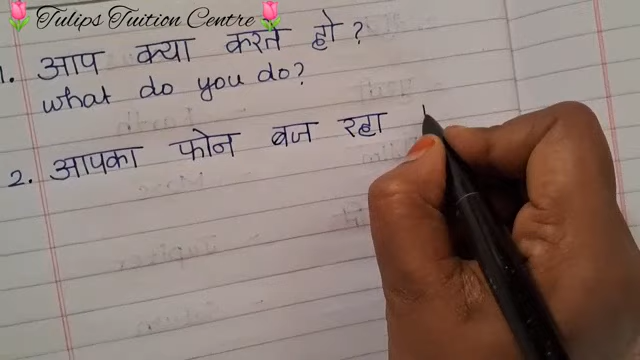 Tulips Tuition Centre
1. आप क्या करते हो?
What do you do?
2. आपका फोन बज रहा